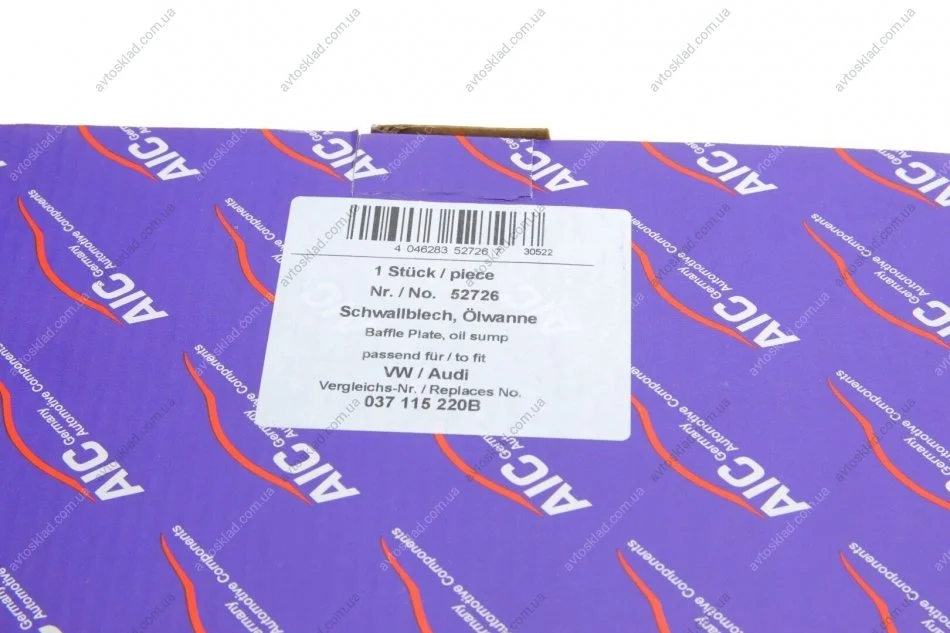 4 046283 52726 30522
1 Stück / piece
Nr. / No. 52726
Schwallblech, Ölwanne
Baffle Plate, oil sump
passend für / to fit
VW / Audi
Vergleichs-Nr. / Replaces No.
037 115 220B
AIC Germany
Automotive Components
avtosklad.com.ua